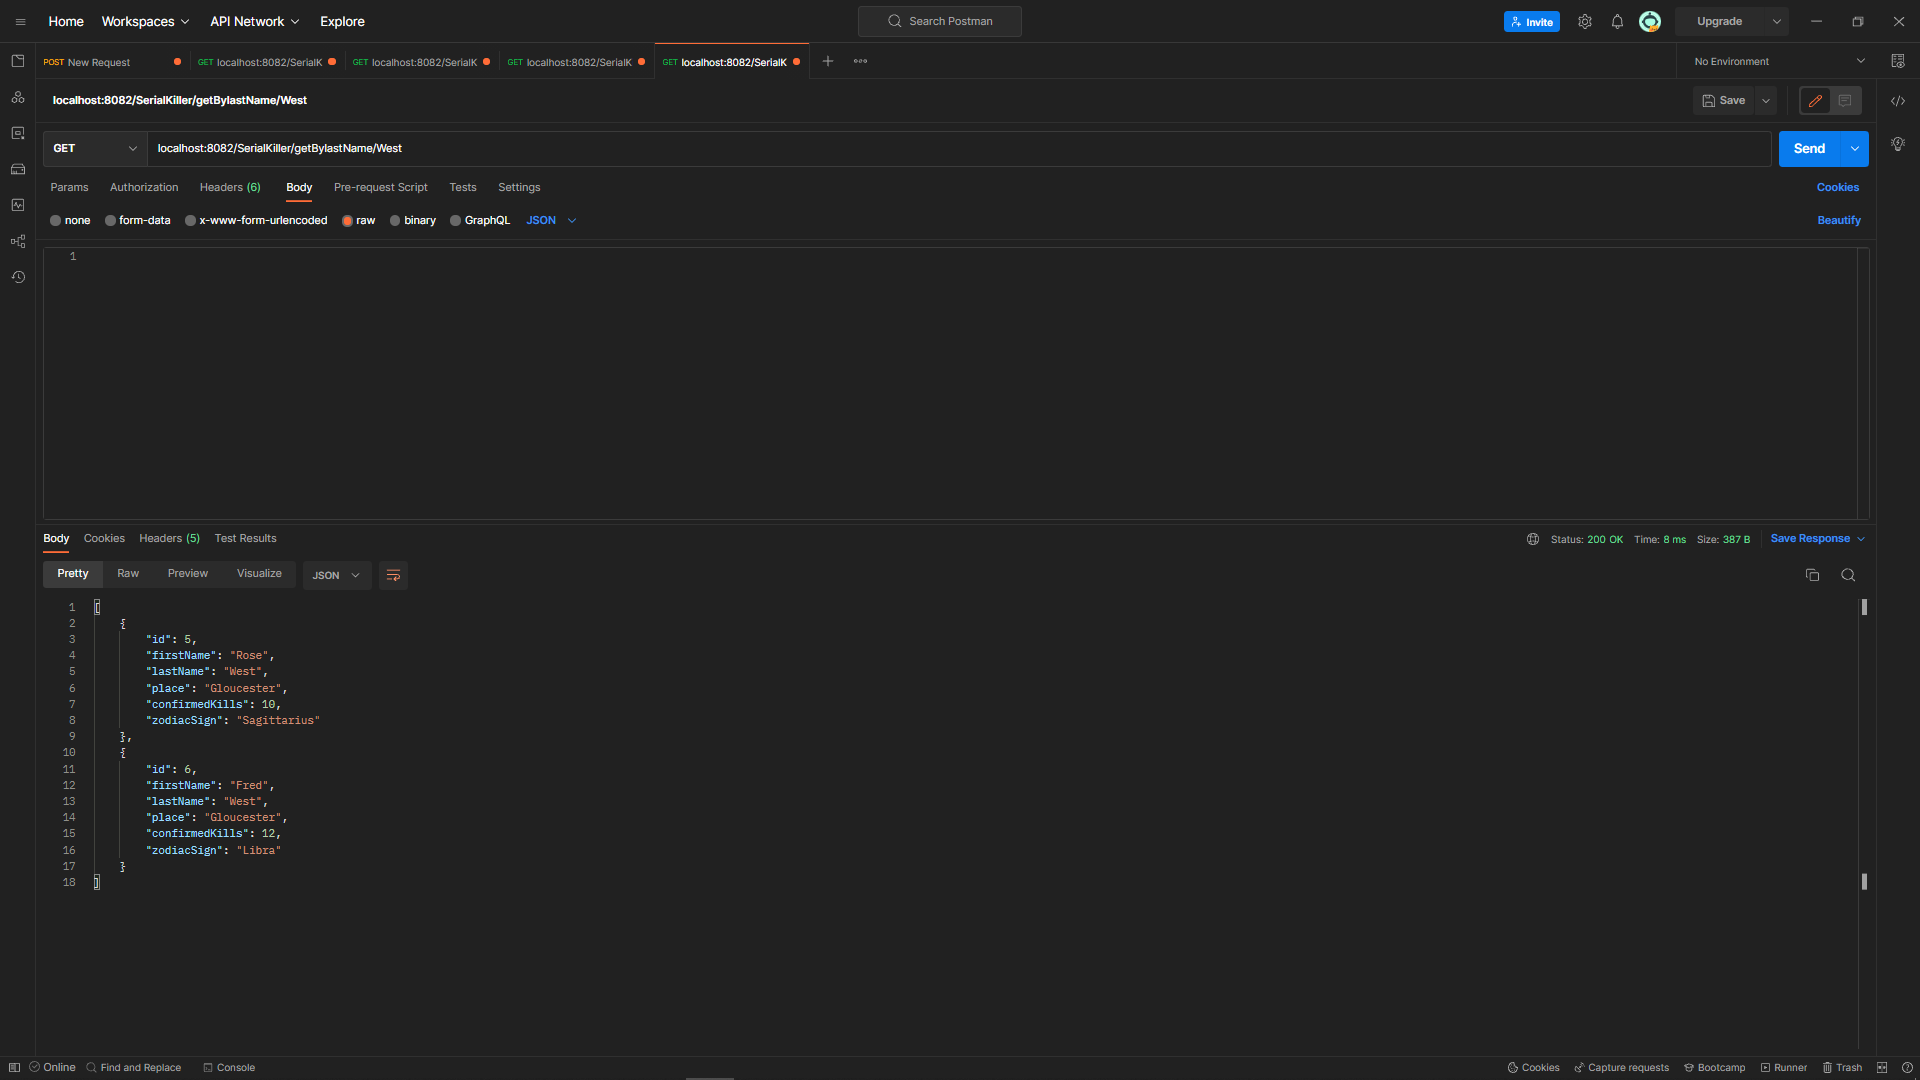 Home Workspaces API Network Explore Search Postman Invite Upgrade
POST New Request GET localhost:8082/SerialK GET localhost:8082/SerialK GET localhost:8082/SerialK GET localhost:8082/SerialK No Environment
localhost:8082/SerialKiller/getBylastName/West Save
GET localhost:8082/SerialKiller/getBylastName/West Send
Params Authorization Headers (6) Body Pre-request Script Tests Settings Cookies
none form-data x-www-form-urlencoded raw binary GraphQL JSON Beautify
1
Body Cookies Headers (5) Test Results Status: 200 OK Time: 8 ms Size: 387 B Save Response
Pretty Raw Preview Visualize JSON
1 [
2 {
3 "id": 5,
4 "firstName": "Rose",
5 "lastName": "West",
6 "place": "Gloucester",
7 "confirmedKills": 10,
8 "zodiacSign": "Sagittarius"
9 },
10 {
11 "id": 6,
12 "firstName": "Fred",
13 "lastName": "West",
14 "place": "Gloucester",
15 "confirmedKills": 12,
16 "zodiacSign": "Libra"
17 }
18 ]
Online Find and Replace Console Cookies Capture requests Bootcamp Runner Trash